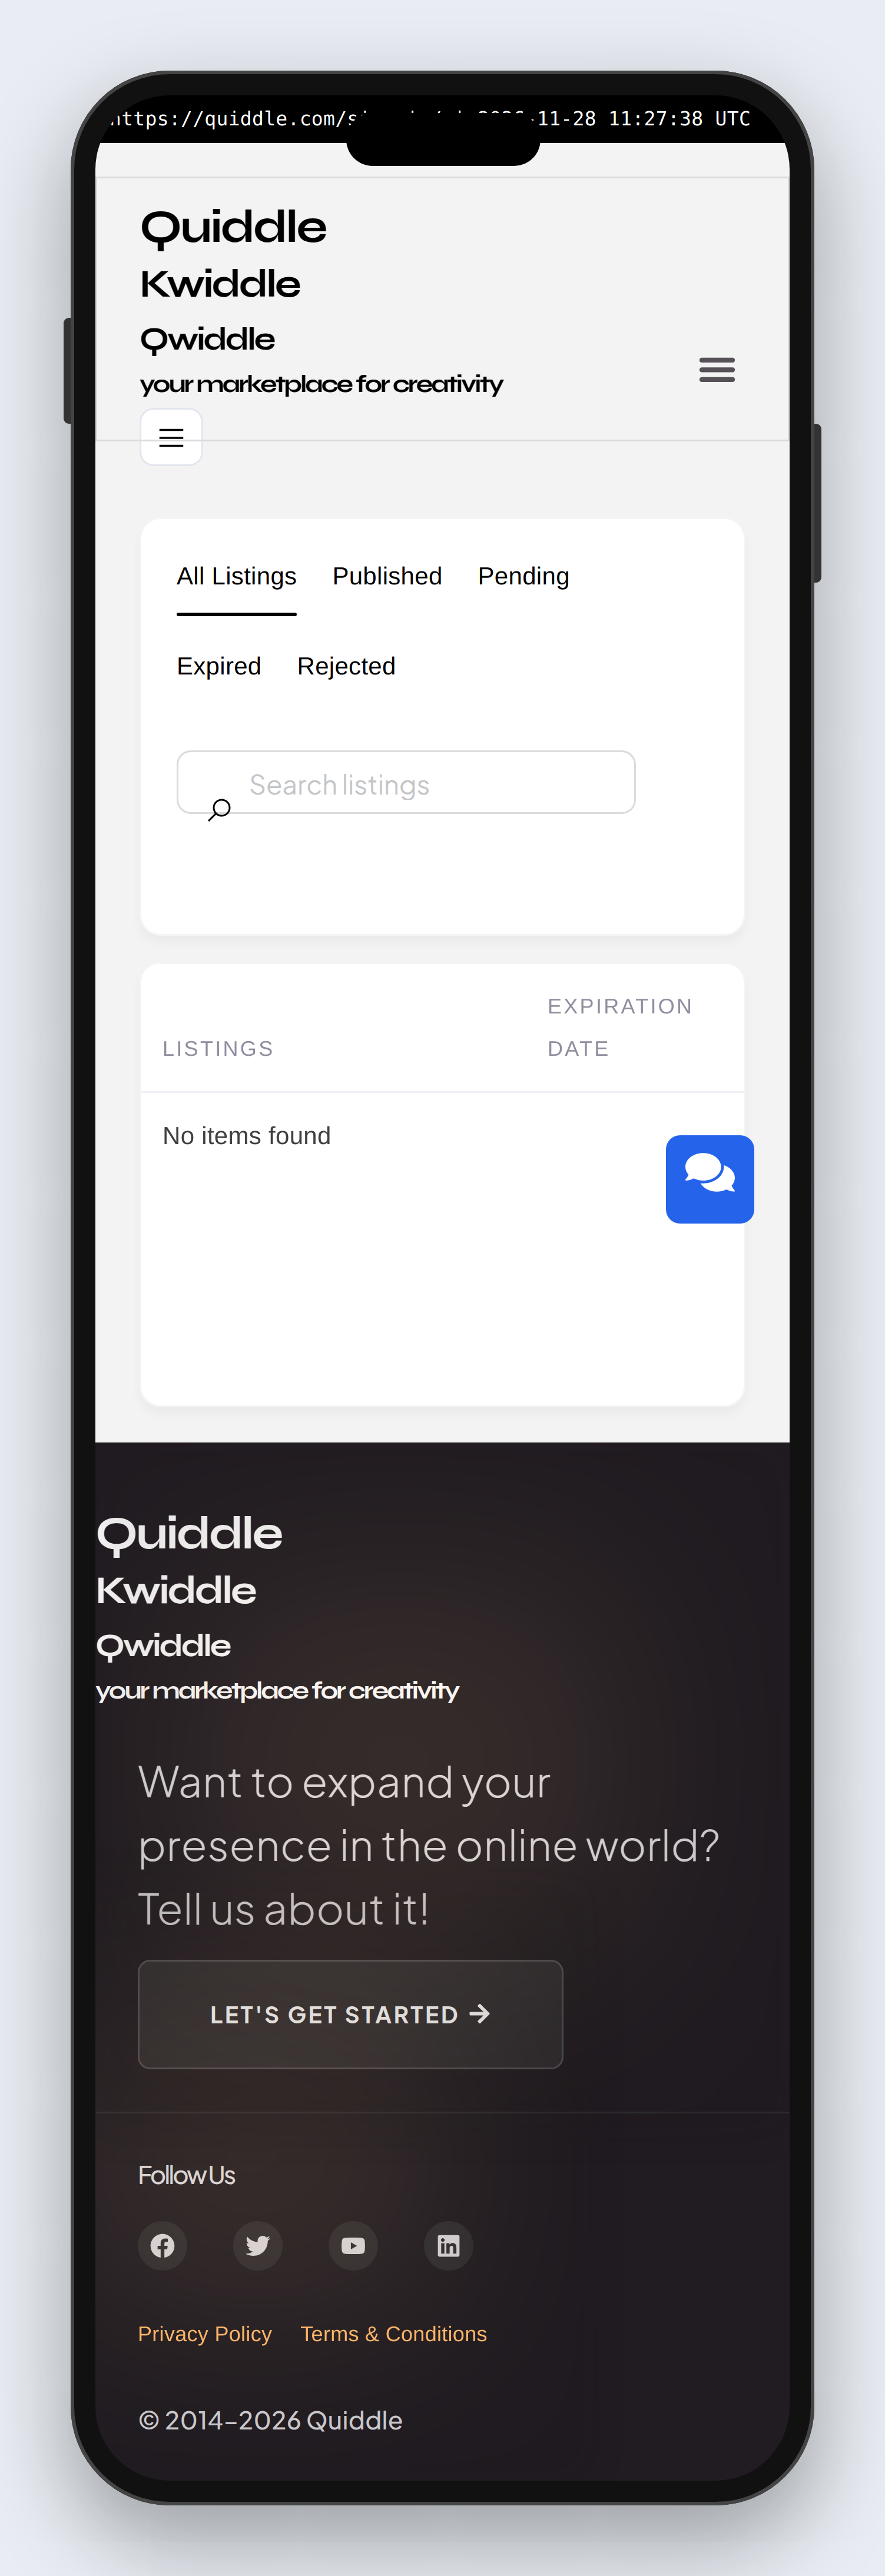 https://quiddle.com/ 2026-11-28 11:27:38 UTC
Quiddle
Kwiddle
Qwiddle
your marketplace for creativity
All Listings Published Pending
Expired Rejected
Search listings
LISTINGS EXPIRATION DATE
No items found
Quiddle
Kwiddle
Qwiddle
your marketplace for creativity
Want to expand your
presence in the online world?
Tell us about it!
LET'S GET STARTED →
Follow Us
Privacy Policy Terms & Conditions
© 2014–2026 Quiddle